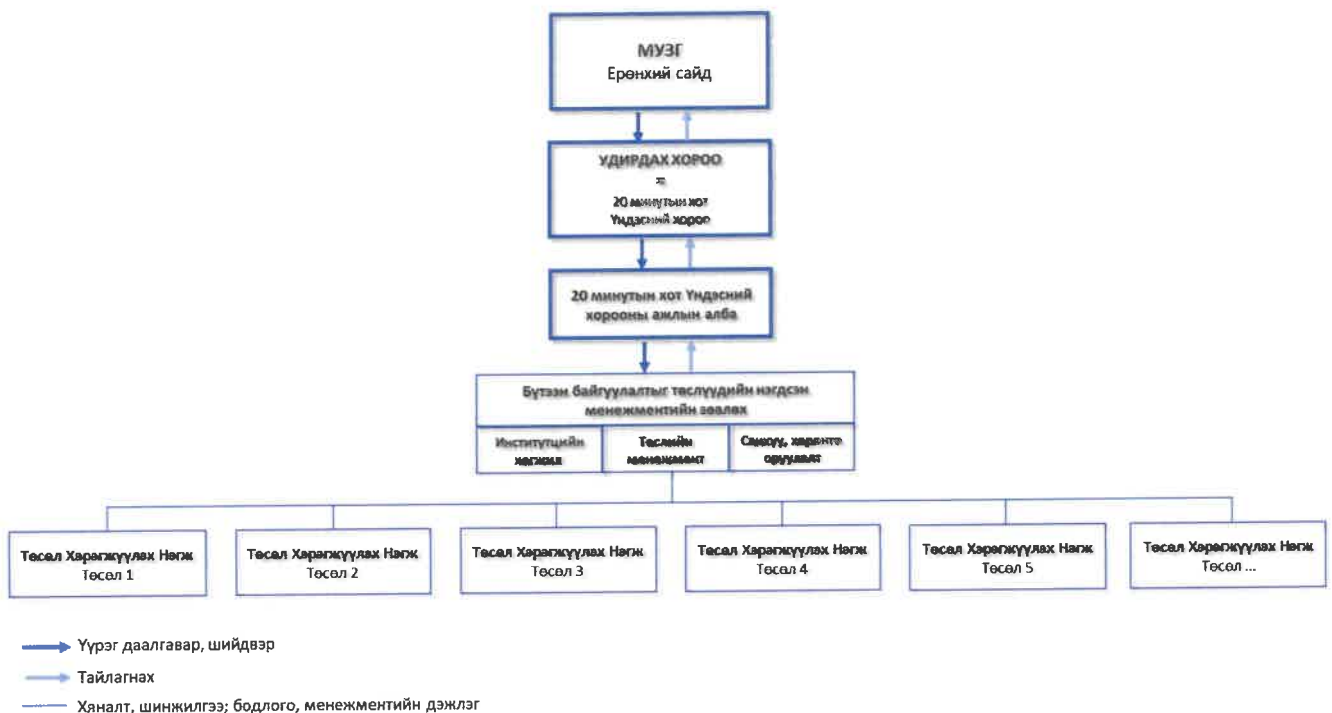 МУЗГ
Ерөнхий сайд
УДИРДАХ ХОРОО
=
20 минутын хот
Үндэсний хороо
20 минутын хот Үндэсний
хорооны ажлын алба
Бүтээн байгуулалтыг төслүүдийн нэгдсэн
менежментийн зөвлөх
Институтцийн
хөгжил
Төслийн
менежмент
Санхүү, хөрөнгө
оруулалт
Төсөл Хэрэгжүүлэх Нэгж
Төсөл 1
Төсөл Хэрэгжүүлэх Нэгж
Төсөл 2
Төсөл Хэрэгжүүлэх Нэгж
Төсөл 3
Төсөл Хэрэгжүүлэх Нэгж
Төсөл 4
Төсөл Хэрэгжүүлэх Нэгж
Төсөл 5
Төсөл Хэрэгжүүлэх Нэгж
Төсөл ...
Үүрэг даалгавар, шийдвэр
Тайлагнах
Хяналт, шинжилгээ; бодлого, менежментийн дэмжлэг